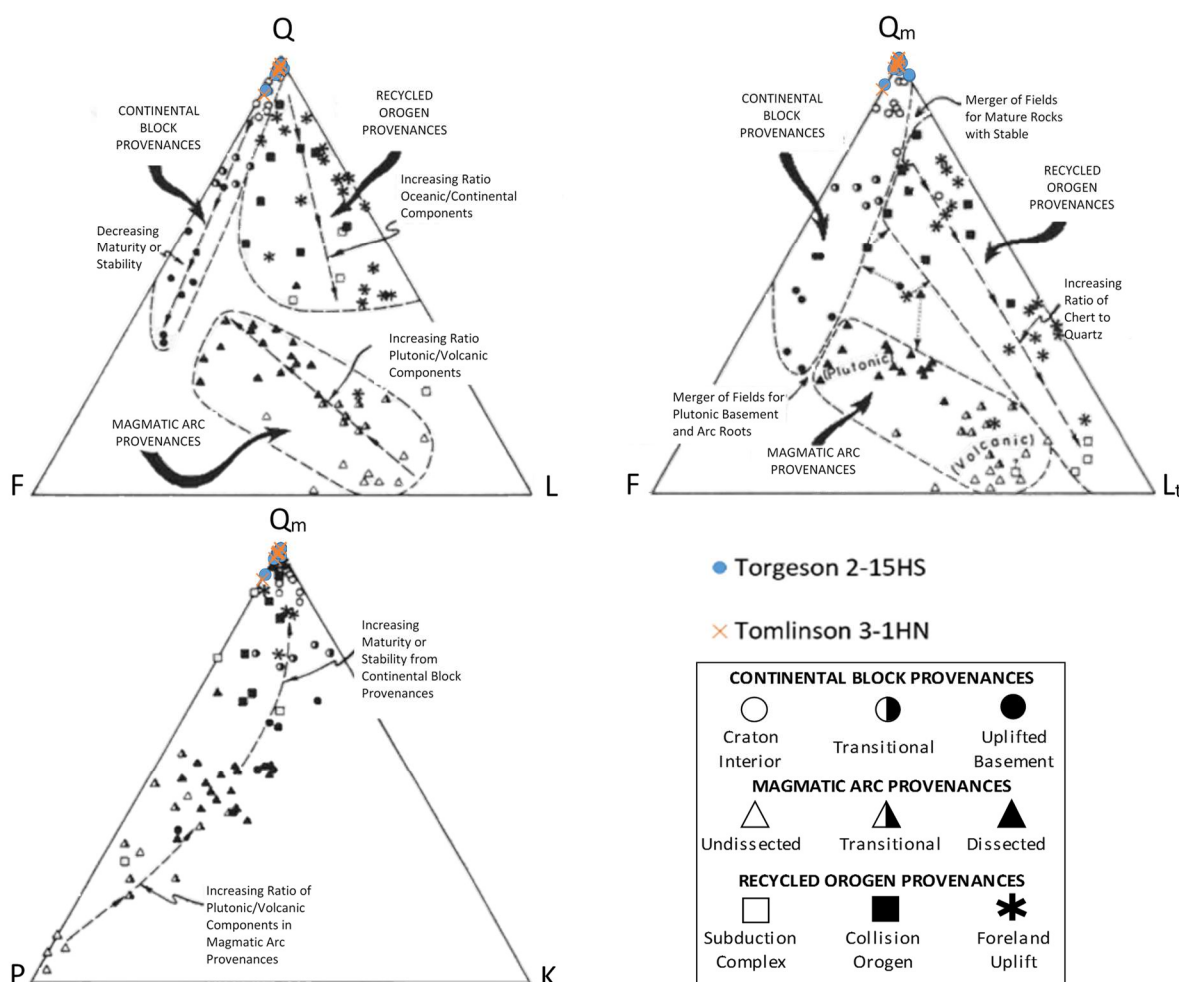 Q
CONTINENTAL
BLOCK
PROVENANCES
RECYCLED
OROGEN
PROVENANCES
Increasing Ratio
Oceanic/Continental
Components
Decreasing
Maturity or
Stability
Increasing Ratio
Plutonic/Volcanic
Components
MAGMATIC ARC
PROVENANCES
F
L
Qm
CONTINENTAL
BLOCK
PROVENANCES
Merger of Fields
for Mature Rocks
with Stable
RECYCLED
OROGEN
PROVENANCES
Increasing
Ratio of
Chert to
Quartz
(Plutonic)
Merger of Fields for
Plutonic Basement
and Arc Roots
MAGMATIC ARC
PROVENANCES
(Volcanic)
?
F
Lt
Qm
Increasing
Maturity or
Stability from
Continental Block
Provenances
Increasing Ratio of
Plutonic/Volcanic
Components in
Magmatic Arc
Provenances
P
K
Torgeson 2-15HS
Tomlinson 3-1HN
CONTINENTAL BLOCK PROVENANCES
Craton
Interior
Transitional
Uplifted
Basement
MAGMATIC ARC PROVENANCES
Undissected
Transitional
Dissected
RECYCLED OROGEN PROVENANCES
Subduction
Complex
Collision
Orogen
Foreland
Uplift